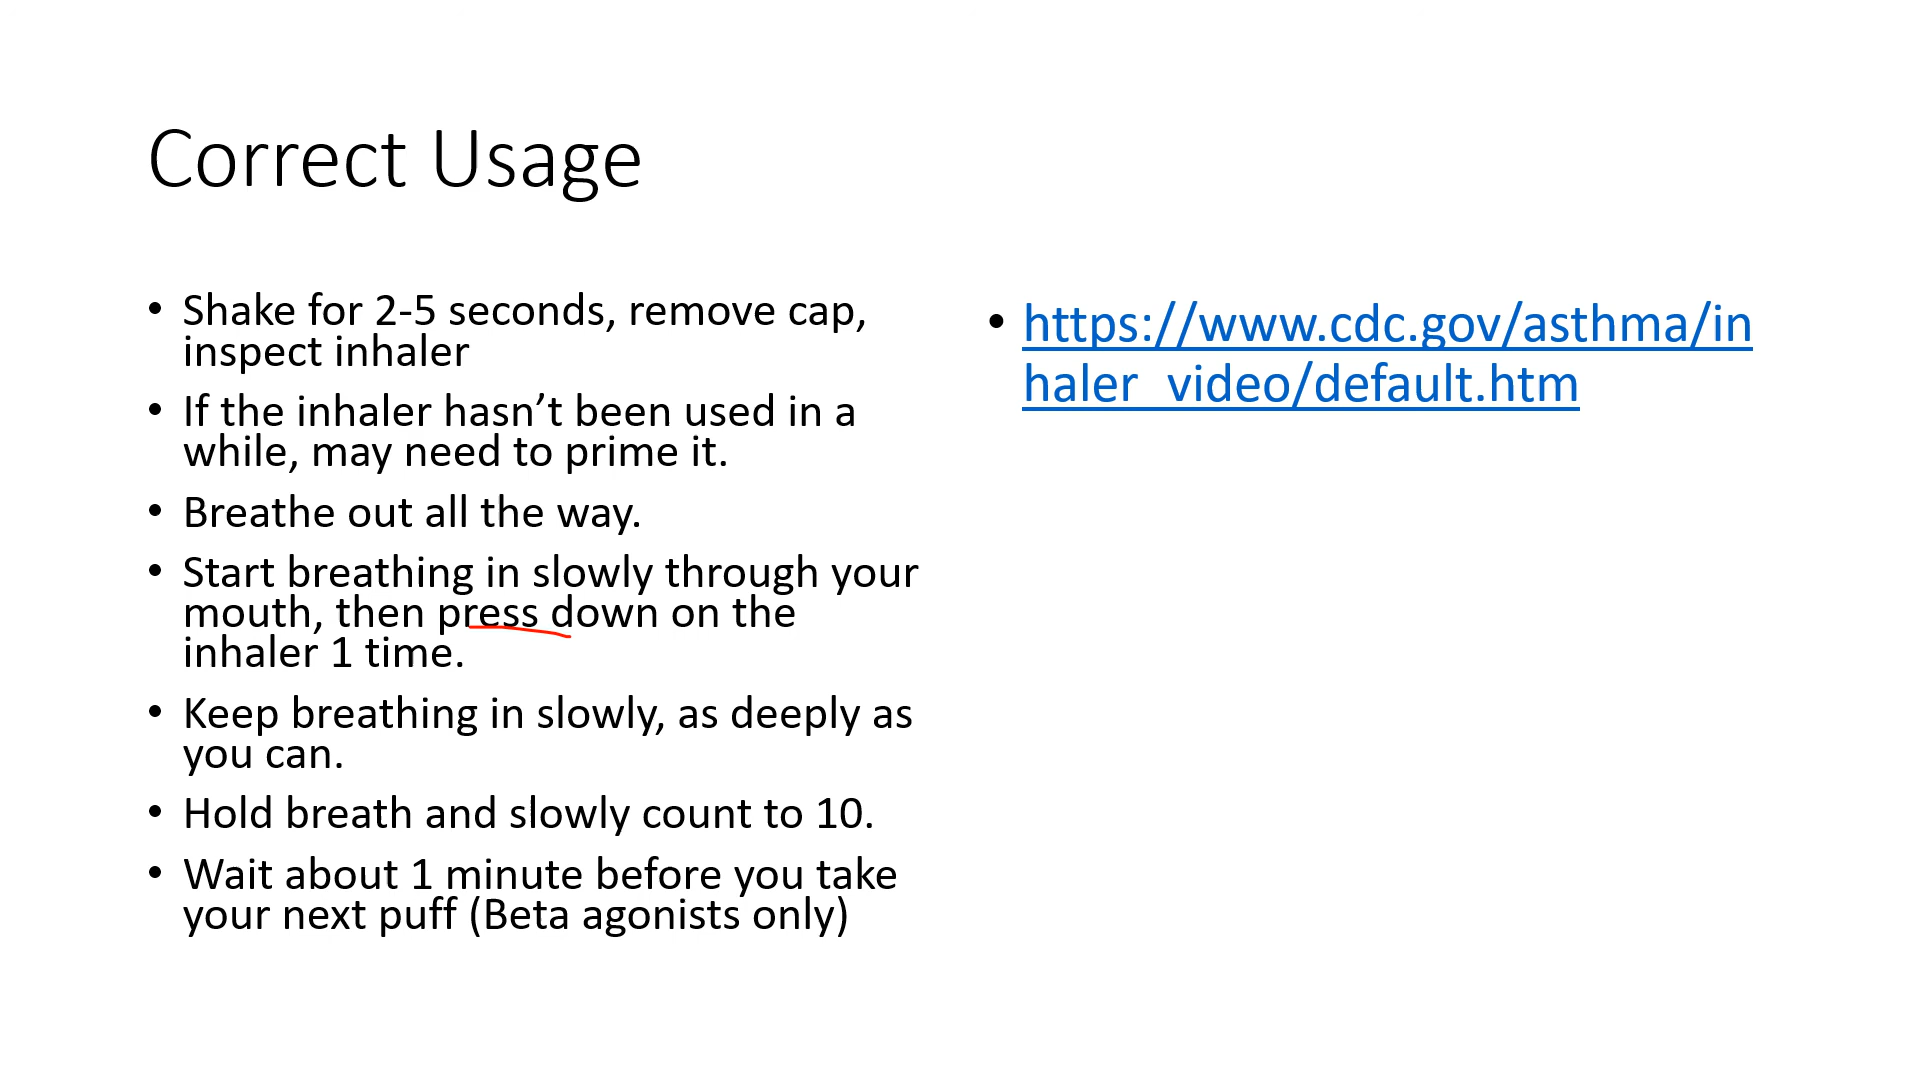 Correct Usage
• Shake for 2-5 seconds, remove cap,
inspect inhaler
• If the inhaler hasn’t been used in a
while, may need to prime it.
• Breathe out all the way.
• Start breathing in slowly through your
mouth, then press down on the
inhaler 1 time.
• Keep breathing in slowly, as deeply as
you can.
• Hold breath and slowly count to 10.
• Wait about 1 minute before you take
your next puff (Beta agonists only)
• https://www.cdc.gov/asthma/in
haler_video/default.htm